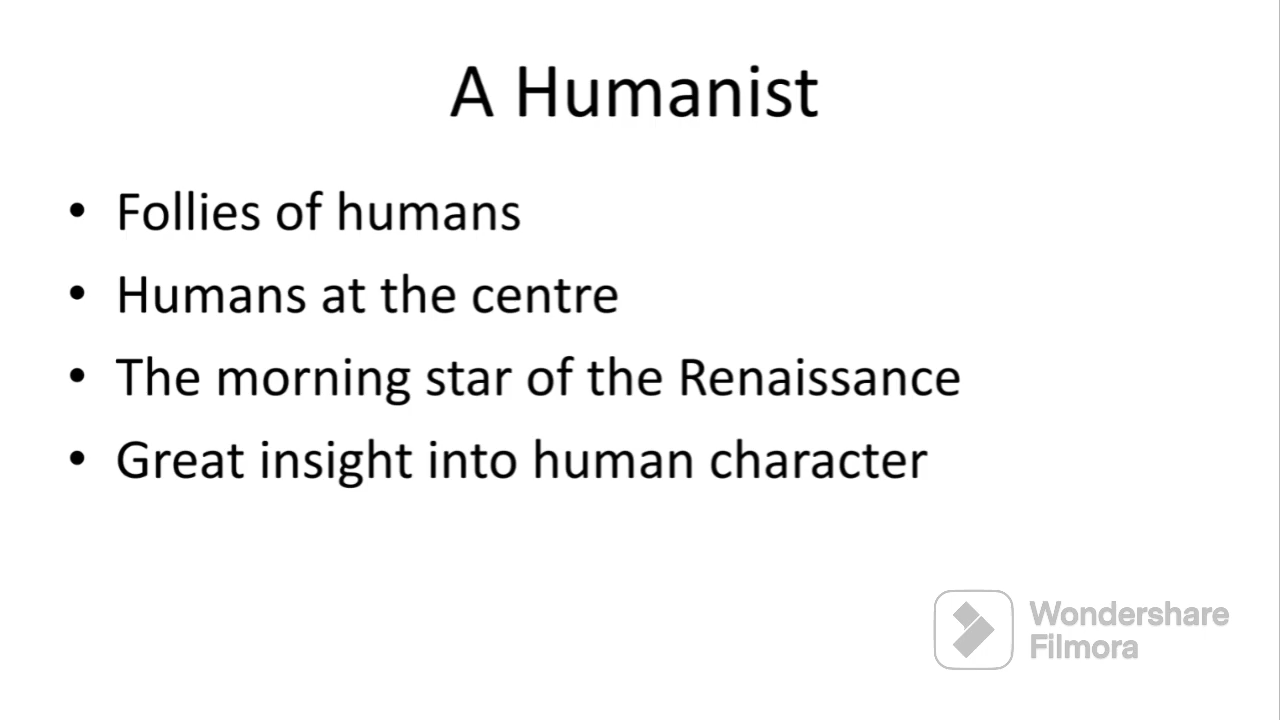 A Humanist
• Follies of humans
• Humans at the centre
• The morning star of the Renaissance
• Great insight into human character
Wondershare
Filmora